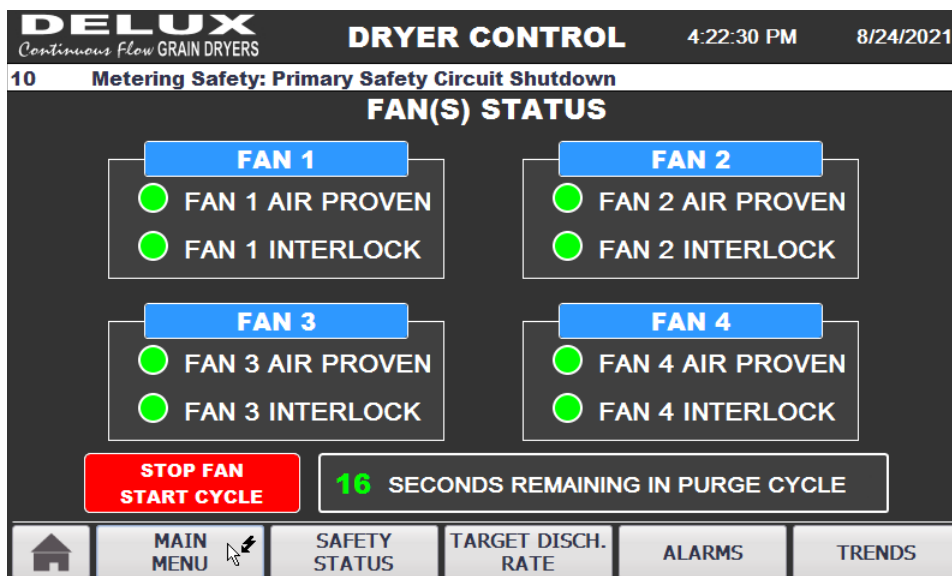 DELUX
Continuous Flow GRAIN DRYERS
DRYER CONTROL
4:22:30 PM
8/24/2021
10 Metering Safety: Primary Safety Circuit Shutdown
FAN(S) STATUS
FAN 1
FAN 1 AIR PROVEN
FAN 1 INTERLOCK
FAN 2
FAN 2 AIR PROVEN
FAN 2 INTERLOCK
FAN 3
FAN 3 AIR PROVEN
FAN 3 INTERLOCK
FAN 4
FAN 4 AIR PROVEN
FAN 4 INTERLOCK
STOP FAN
START CYCLE
16 SECONDS REMAINING IN PURGE CYCLE
MAIN
MENU
SAFETY
STATUS
TARGET DISCH.
RATE
ALARMS
TRENDS